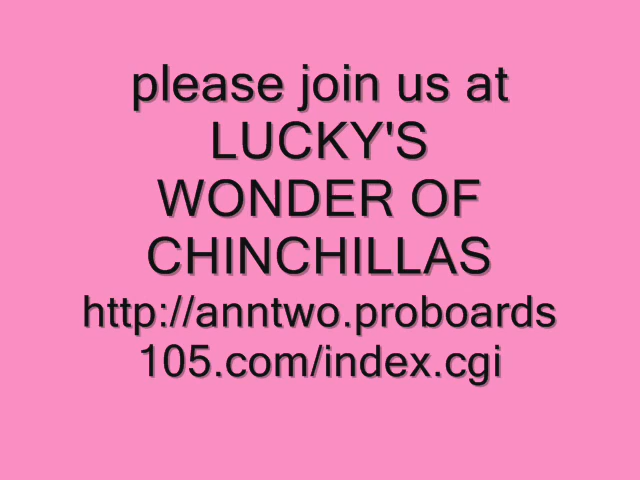 please join us at
LUCKY'S
WONDER OF
CHINCHILLAS
http://anntwo.proboards
105.com/index.cgi